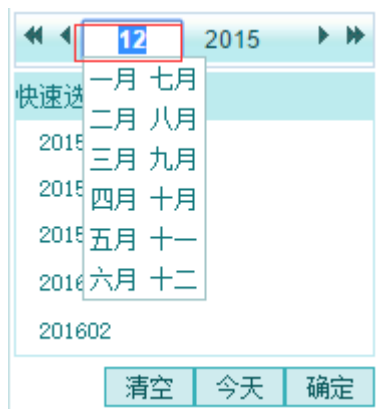 12 2015
一月 七月
快速选
二月 八月
2015
三月 九月
2015
四月 十月
2015
五月 十一
2016
六月 十二
201602
清空 今天 确定